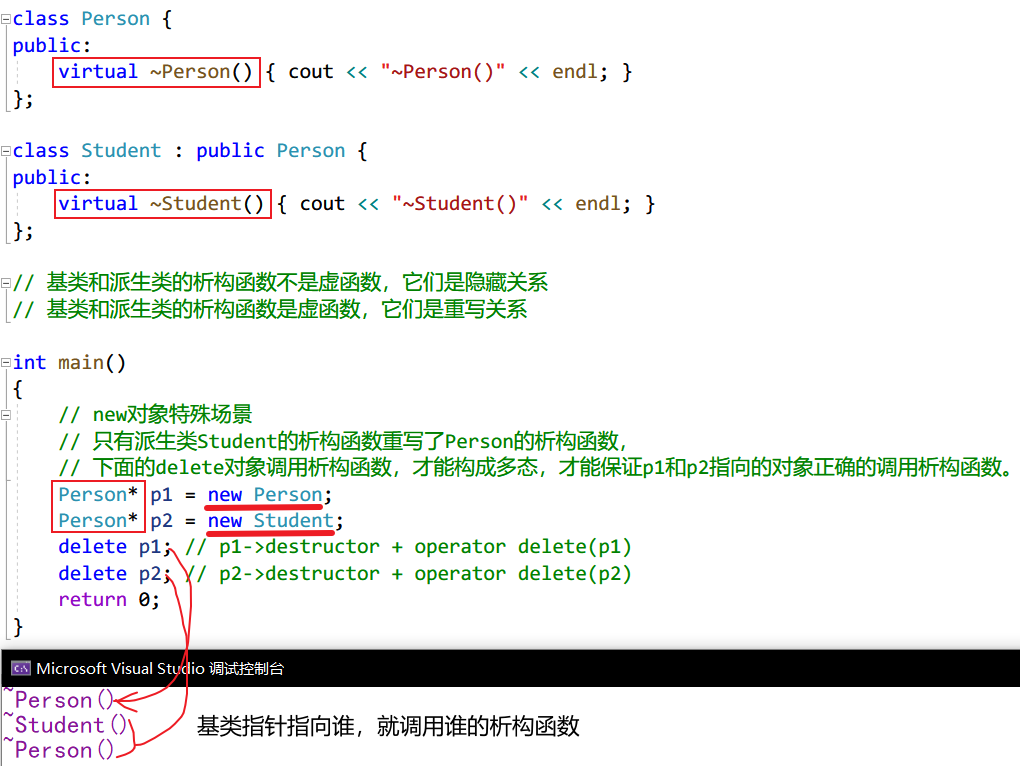 class Person {
public:
virtual ~Person() { cout << "~Person()" << endl; }
};
class Student : public Person {
public:
virtual ~Student() { cout << "~Student()" << endl; }
};
// 基类和派生类的析构函数不是虚函数，它们是隐藏关系
// 基类和派生类的析构函数是虚函数，它们是重写关系
int main()
{
// new对象特殊场景
// 只有派生类Student的析构函数重写了Person的析构函数，
// 下面的delete对象调用析构函数，才能构成多态，才能保证p1和p2指向的对象正确的调用析构函数。
Person* p1 = new Person;
Person* p2 = new Student;
delete p1; // p1->destructor + operator delete(p1)
delete p2; // p2->destructor + operator delete(p2)
return 0;
}
Microsoft Visual Studio 调试控制台
~Person()
~Student()
~Person()
基类指针指向谁，就调用谁的析构函数